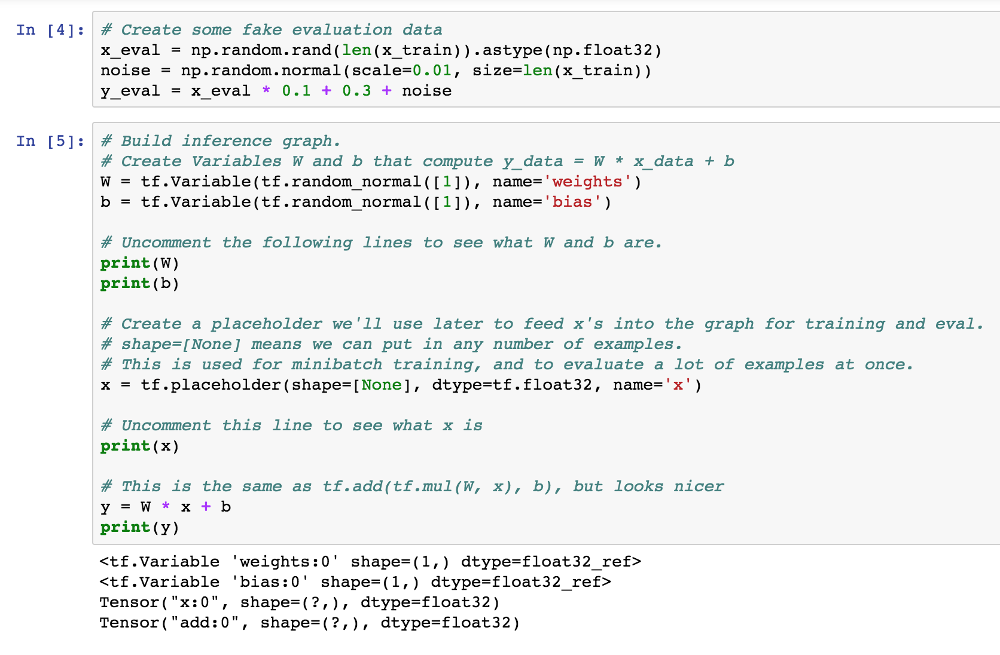 In [4]: # Create some fake evaluation data
x_eval = np.random.rand(len(x_train)).astype(np.float32)
noise = np.random.normal(scale=0.01, size=len(x_train))
y_eval = x_eval * 0.1 + 0.3 + noise
In [5]: # Build inference graph.
# Create Variables W and b that compute y_data = W * x_data + b
W = tf.Variable(tf.random_normal([1]), name='weights')
b = tf.Variable(tf.random_normal([1]), name='bias')
# Uncomment the following lines to see what W and b are.
print(W)
print(b)
# Create a placeholder we'll use later to feed x's into the graph for training and eval.
# shape=[None] means we can put in any number of examples.
# This is used for minibatch training, and to evaluate a lot of examples at once.
x = tf.placeholder(shape=[None], dtype=tf.float32, name='x')
# Uncomment this line to see what x is
print(x)
# This is the same as tf.add(tf.mul(W, x), b), but looks nicer
y = W * x + b
print(y)
<tf.Variable 'weights:0' shape=(1,) dtype=float32_ref>
<tf.Variable 'bias:0' shape=(1,) dtype=float32_ref>
Tensor("x:0", shape=(?,), dtype=float32)
Tensor("add:0", shape=(?,), dtype=float32)